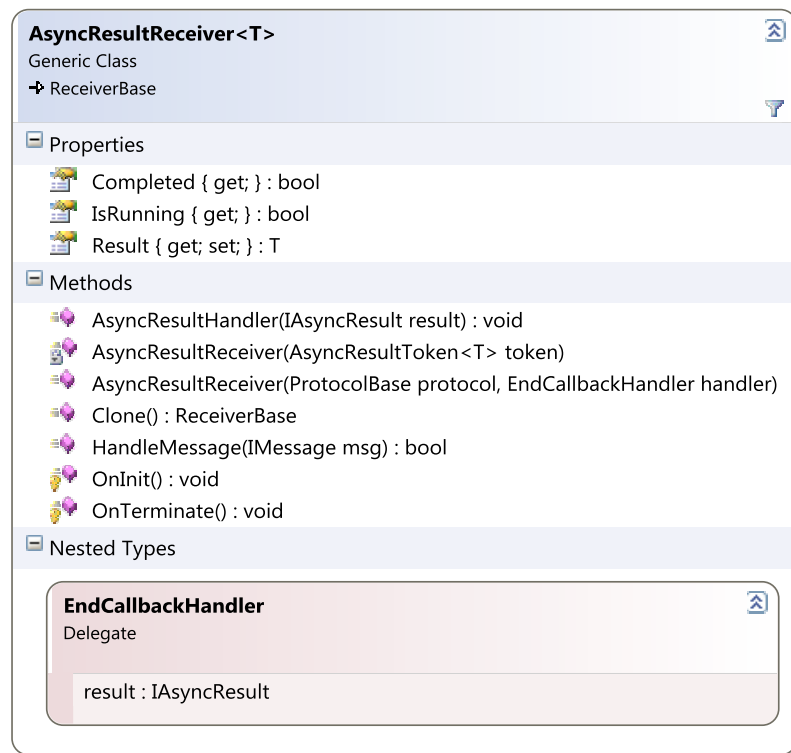 AsyncResultReceiver<T>
Generic Class
ReceiverBase
Properties
Completed { get; } : bool
IsRunning { get; } : bool
Result { get; set; } : T
Methods
AsyncResultHandler(IAsyncResult result) : void
AsyncResultReceiver(AsyncResultToken<T> token)
AsyncResultReceiver(ProtocolBase protocol, EndCallbackHandler handler)
Clone() : ReceiverBase
HandleMessage(IMessage msg) : bool
OnInit() : void
OnTerminate() : void
Nested Types
EndCallbackHandler
Delegate
result : IAsyncResult